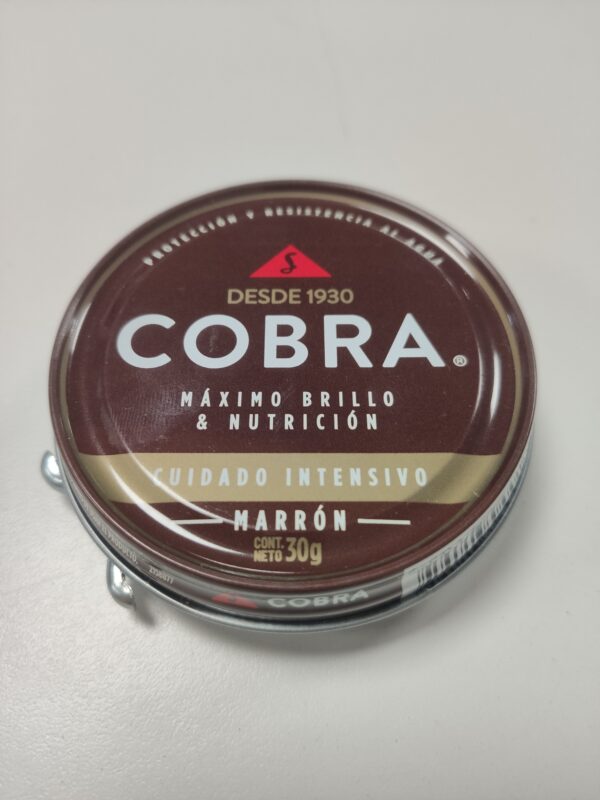 PROTECCIÓN Y RESISTENCIA AL AGUA
S
DESDE 1930
COBRA®
MÁXIMO BRILLO
& NUTRICIÓN
CUIDADO INTENSIVO
MARRÓN
CONT.
NETO 30g
COBRA